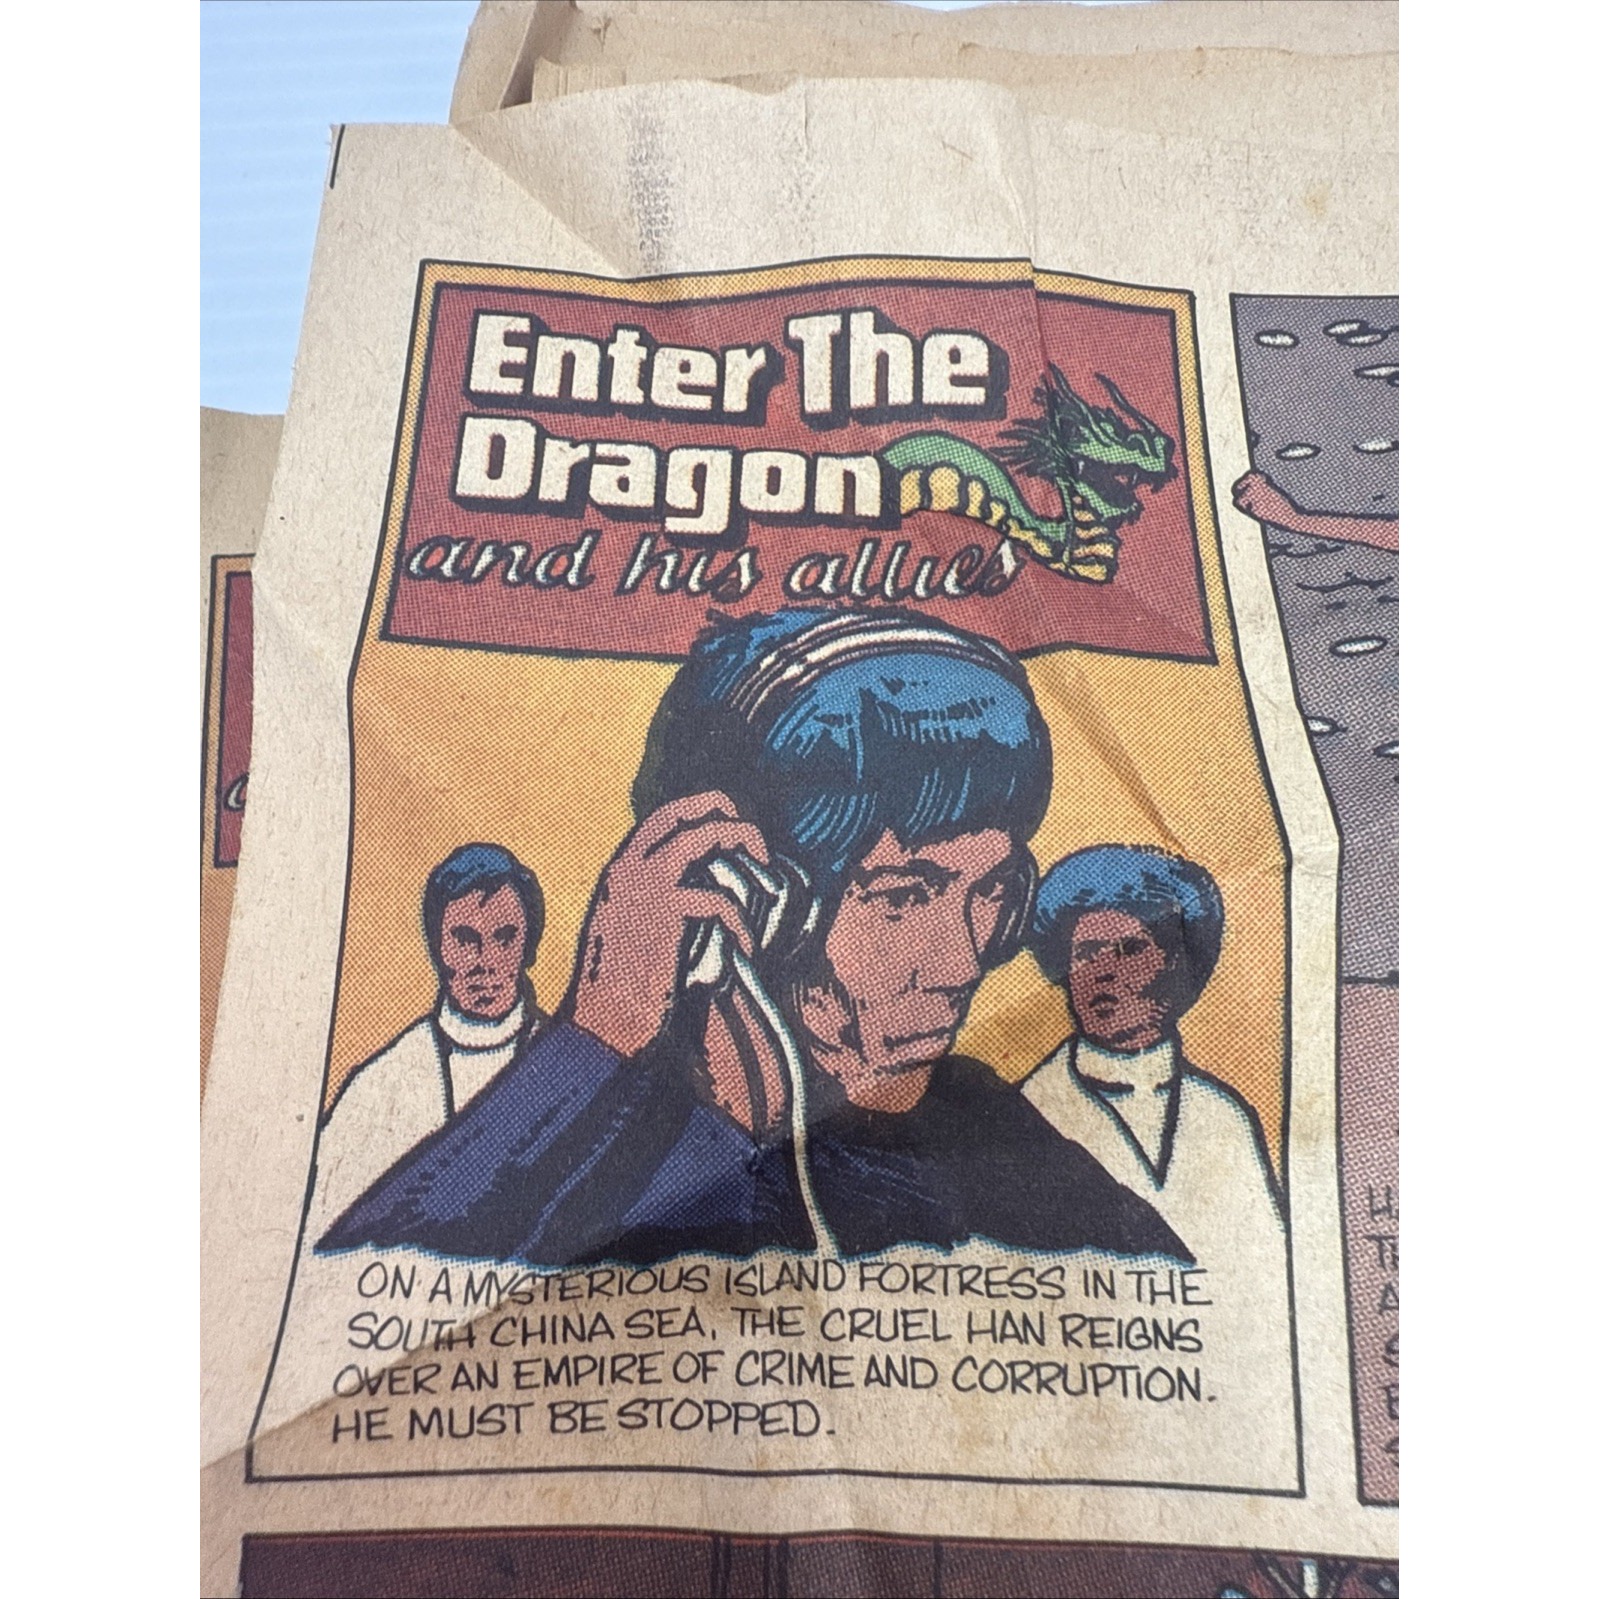 Enter The
Dragon
and his allies
ON A MYSTERIOUS ISLAND FORTRESS IN THE
SOUTH CHINA SEA, THE CRUEL HAN REIGNS
OVER AN EMPIRE OF CRIME AND CORRUPTION.
HE MUST BE STOPPED.